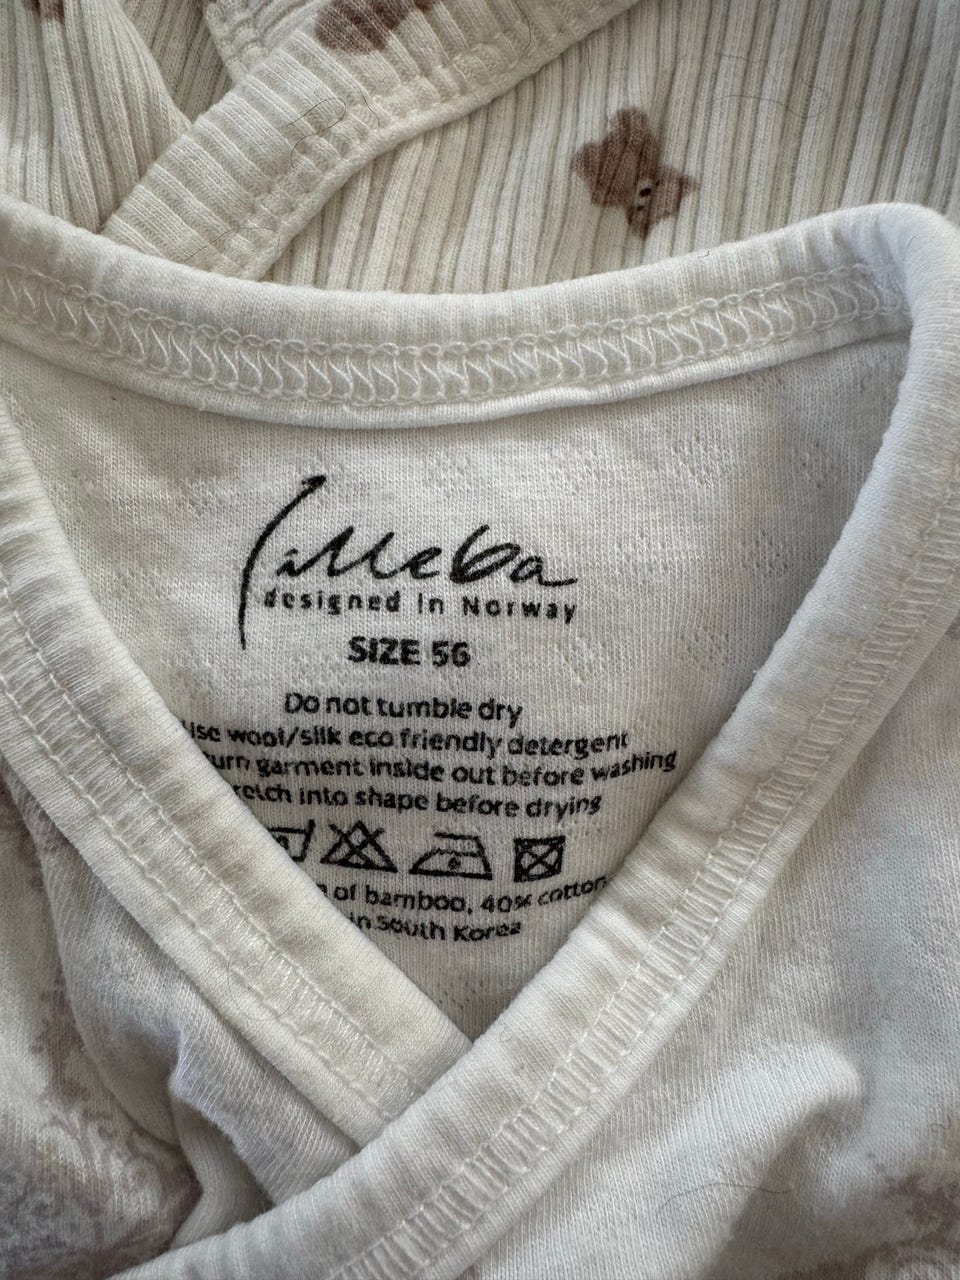 Lilleba
designed in Norway
SIZE 56
Do not tumble dry
wool/silk eco friendly detergent
garment inside out before washing
into shape before drying
of bamboo, 40% cotton
in South Korea